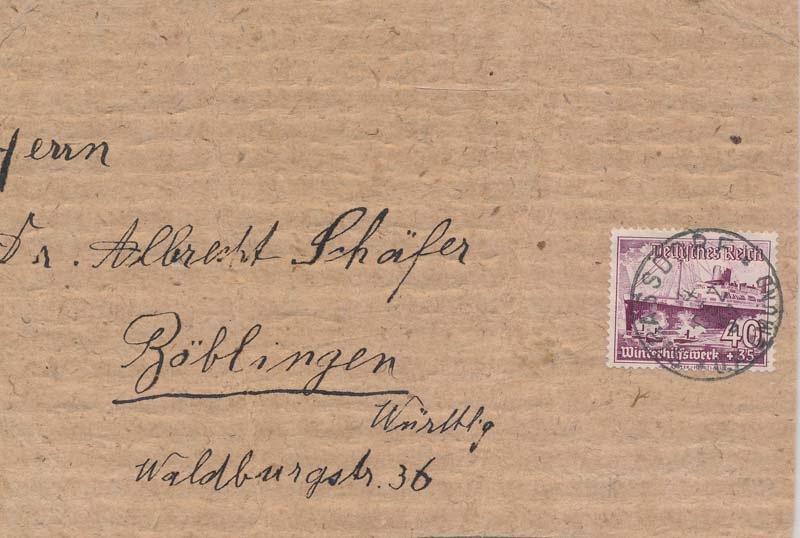 Herrn
Dr. Albrecht Schäfer
Böblingen
Württbg
Waldburgstr. 36
Deutsches Reich
40
Winterhilfswerk + 35